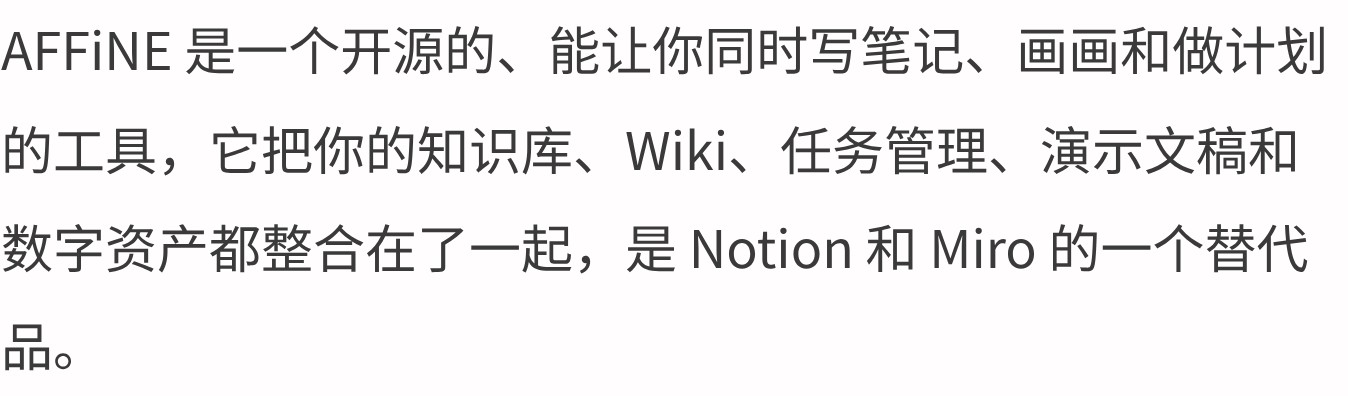 AFFiNE 是一个开源的、能让你同时写笔记、画画和做计划
的工具，它把你的知识库、Wiki、任务管理、演示文稿和
数字资产都整合在了一起，是 Notion 和 Miro 的一个替代
品。